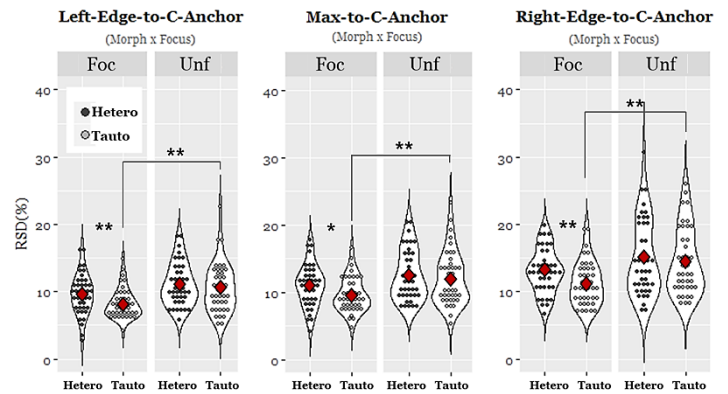 Left-Edge-to-C-Anchor
(Morph x Focus)
Foc Unf
40
30
20
10
0
RSD(%)
Hetero
Tauto
**
**
Hetero Tauto Hetero Tauto
Max-to-C-Anchor
(Morph x Focus)
Foc Unf
40
30
20
10
0
*
**
Hetero Tauto Hetero Tauto
Right-Edge-to-C-Anchor
(Morph x Focus)
Foc Unf
40
30
20
10
0
**
**
Hetero Tauto Hetero Tauto